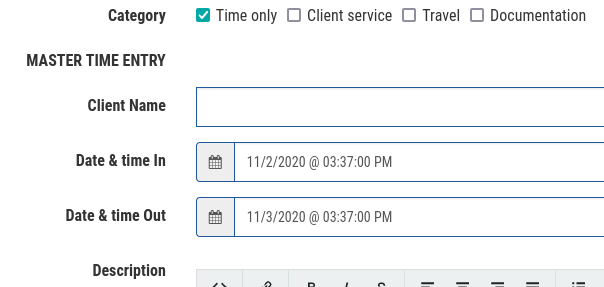 Category Time only Client service Travel Documentation
MASTER TIME ENTRY
Client Name
Date & time In 11/2/2020 @ 03:37:00 PM
Date & time Out 11/3/2020 @ 03:37:00 PM
Description